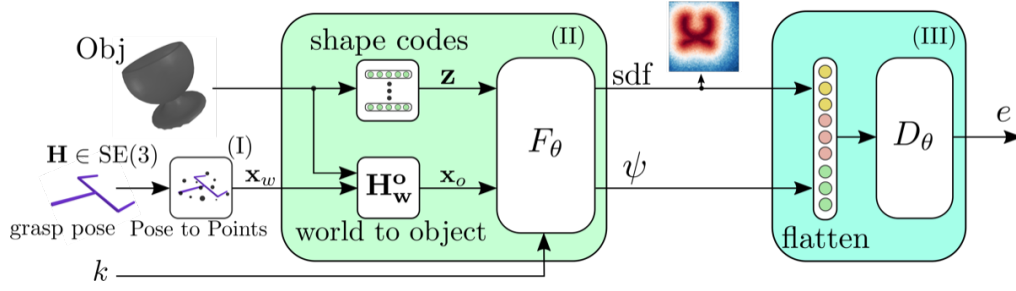 Obj
shape codes
(II)
z
sdf
(III)
H ∈ SE(3)
(I)
x_w
H_w^o
x_o
F_θ
ψ
D_θ
e
grasp pose
Pose to Points
world to object
flatten
k